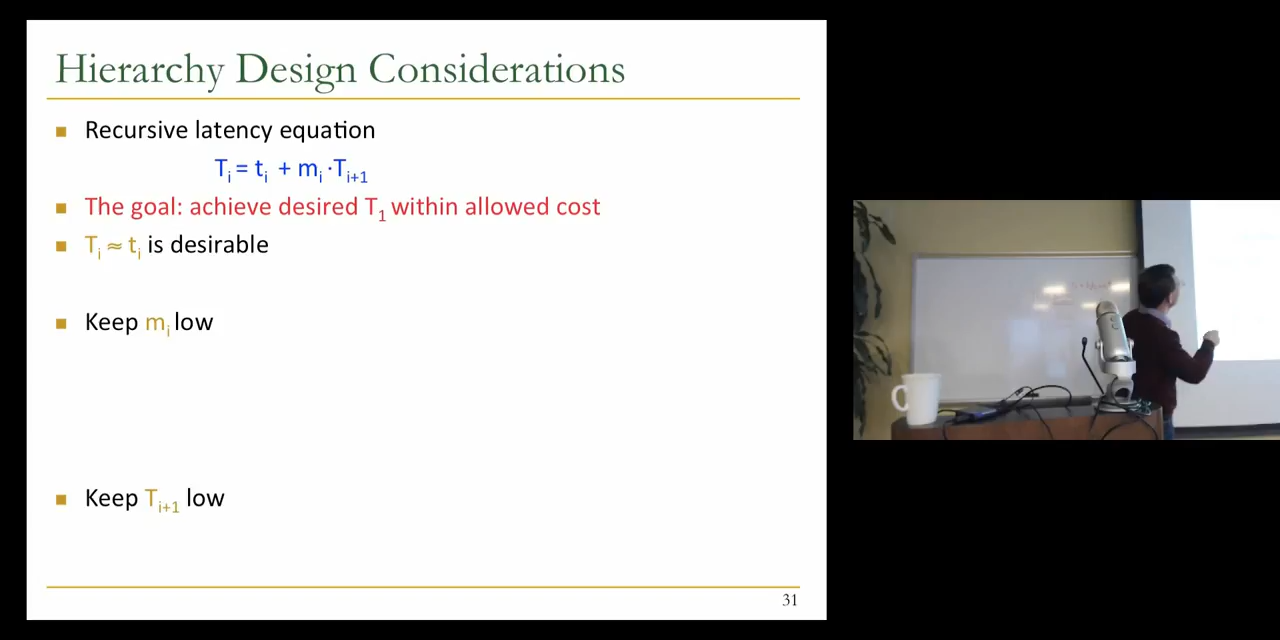 Hierarchy Design Considerations
■ Recursive latency equation
Tᵢ = tᵢ + mᵢ ·Tᵢ₊₁
■ The goal: achieve desired T₁ within allowed cost
■ Tᵢ ≈ tᵢ is desirable
■ Keep mᵢ low
■ Keep Tᵢ₊₁ low
31